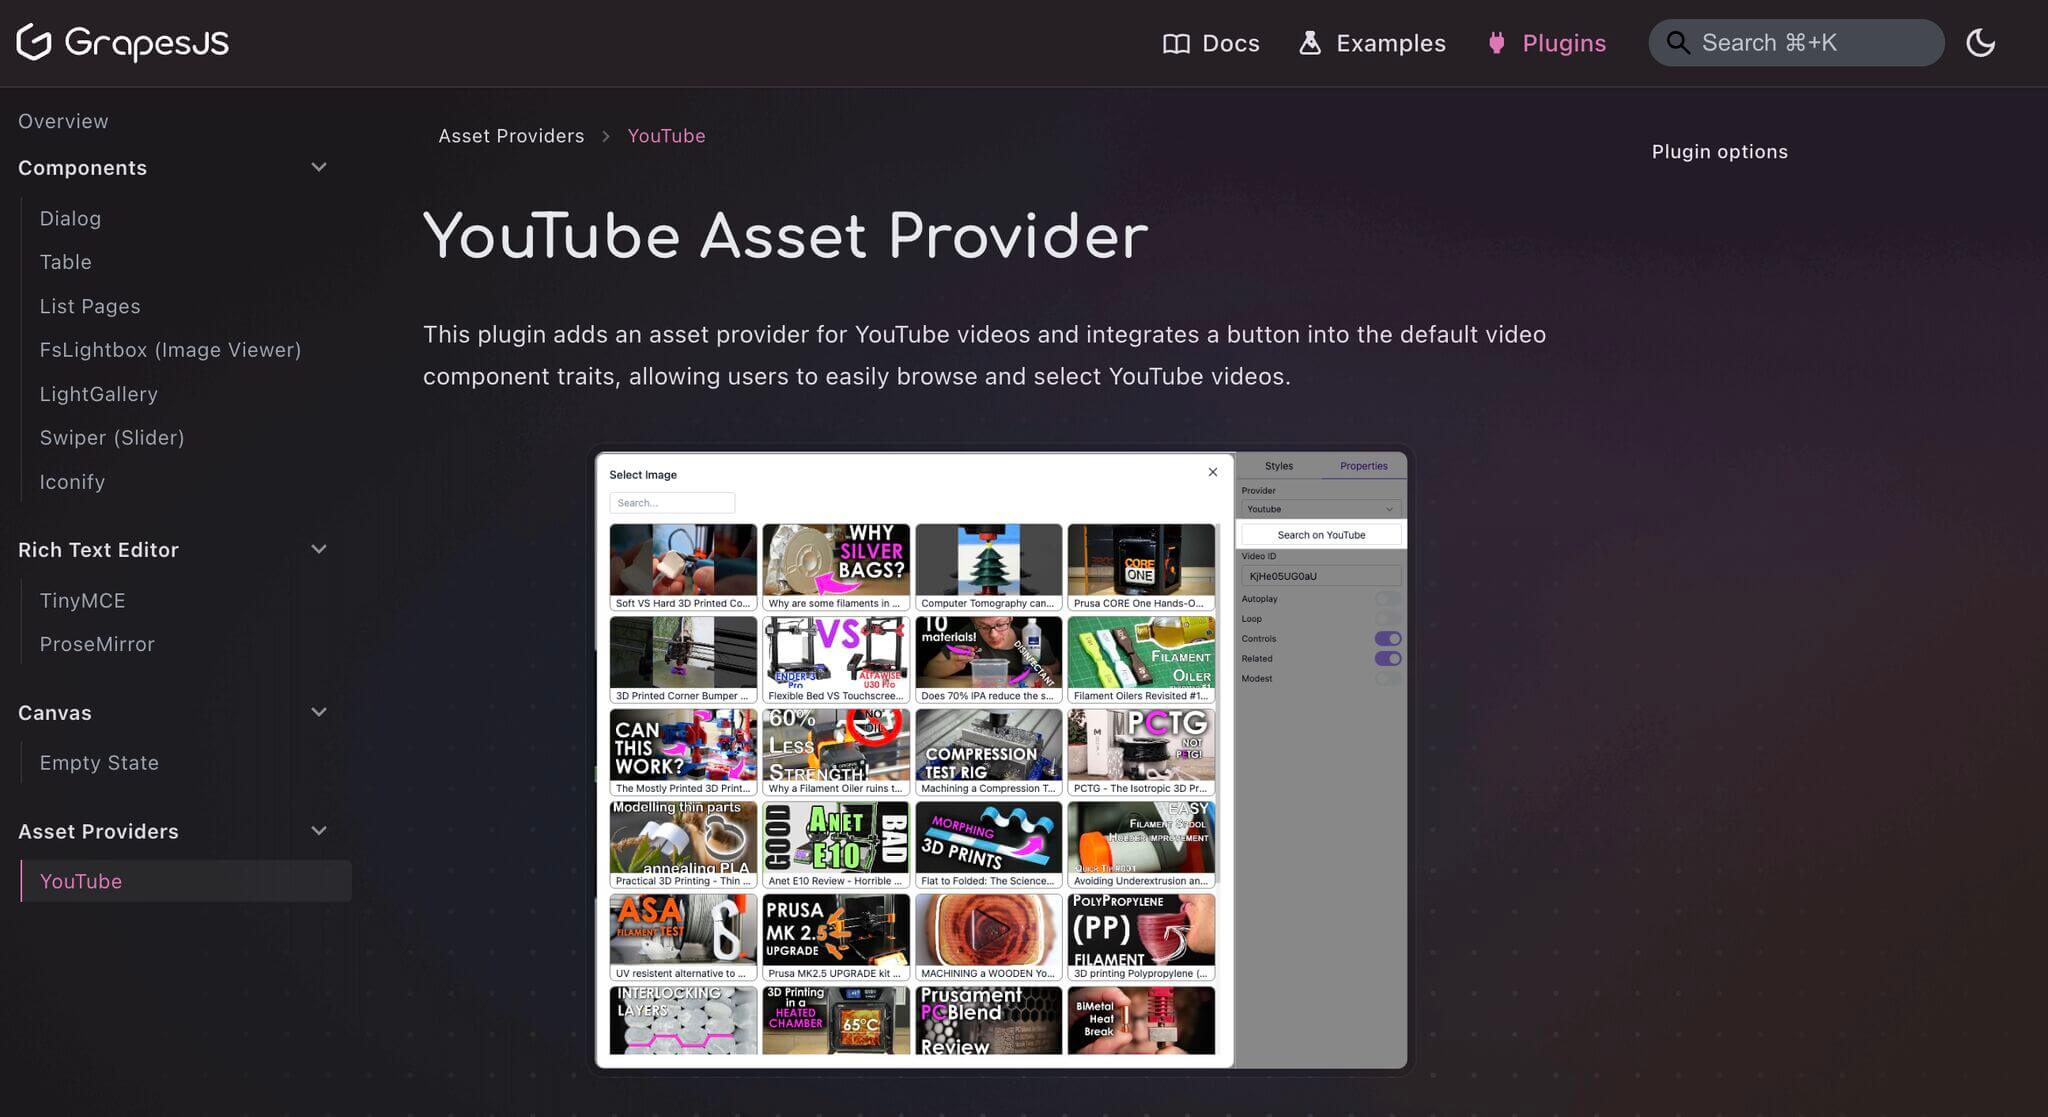 GrapesJS
Docs
Examples
Plugins
Search ⌘+K
Overview
Components
Dialog
Table
List Pages
FsLightbox (Image Viewer)
LightGallery
Swiper (Slider)
Iconify
Rich Text Editor
TinyMCE
ProseMirror
Canvas
Empty State
Asset Providers
YouTube
Asset Providers > YouTube
Plugin options
YouTube Asset Provider
This plugin adds an asset provider for YouTube videos and integrates a button into the default video
component traits, allowing users to easily browse and select YouTube videos.
Select Image
Search...
WHY
SILVER
BAGS?
CORE
ONE
Soft VS Hard 3D Printed Co...
Why are some filaments in ...
Computer Tomography can...
Prusa CORE One Hands-O...
VS
ENDER-3
Pro
ALFAWISE
U30 Pro
10
materials!
DISINFECTANT
FILAMENT
OILER
3D Printed Corner Bumper ...
Flexible Bed VS Touchscree...
Does 70% IPA reduce the s...
Filament Oilers Revisited #1...
CAN
THIS
WORK?
60%
LESS
STRENGTH!
NO
OIL
COMPRESSION
TEST RIG
PCTG
NOT
PETG!
The Mostly Printed 3D Print...
Why a Filament Oiler ruins t...
Machining a Compression T...
PCTG - The Isotropic 3D Pr...
Modelling thin parts
annealing PLA
GOOD
ANET
E10
BAD
MORPHING
3D PRINTS
EASY
FILAMENT SPOOL
HOLDER IMPROVEMENT
QUICK TIP #001
Practical 3D Printing - Thin ...
Anet E10 Review - Horrible ...
Flat to Folded: The Science...
Avoiding Underextrusion an...
ASA
FILAMENT TEST
PRUSA
MK 2.5
UPGRADE
POLYPROPYLENE
(PP)
FILAMENT
UV resistent alternative to ...
Prusa MK2.5 UPGRADE kit ...
MACHINING a WOODEN Yo...
3D printing Polypropylene (...
INTERLOCKING
LAYERS
3D Printing
in a
HEATED
CHAMBER
65°C
Prusament
PCBlend
Review
BiMetal
Heat
Break
Styles
Properties
Provider
Youtube
Search on YouTube
Video ID
KjHe05UG0aU
Autoplay
Loop
Controls
Related
Modest